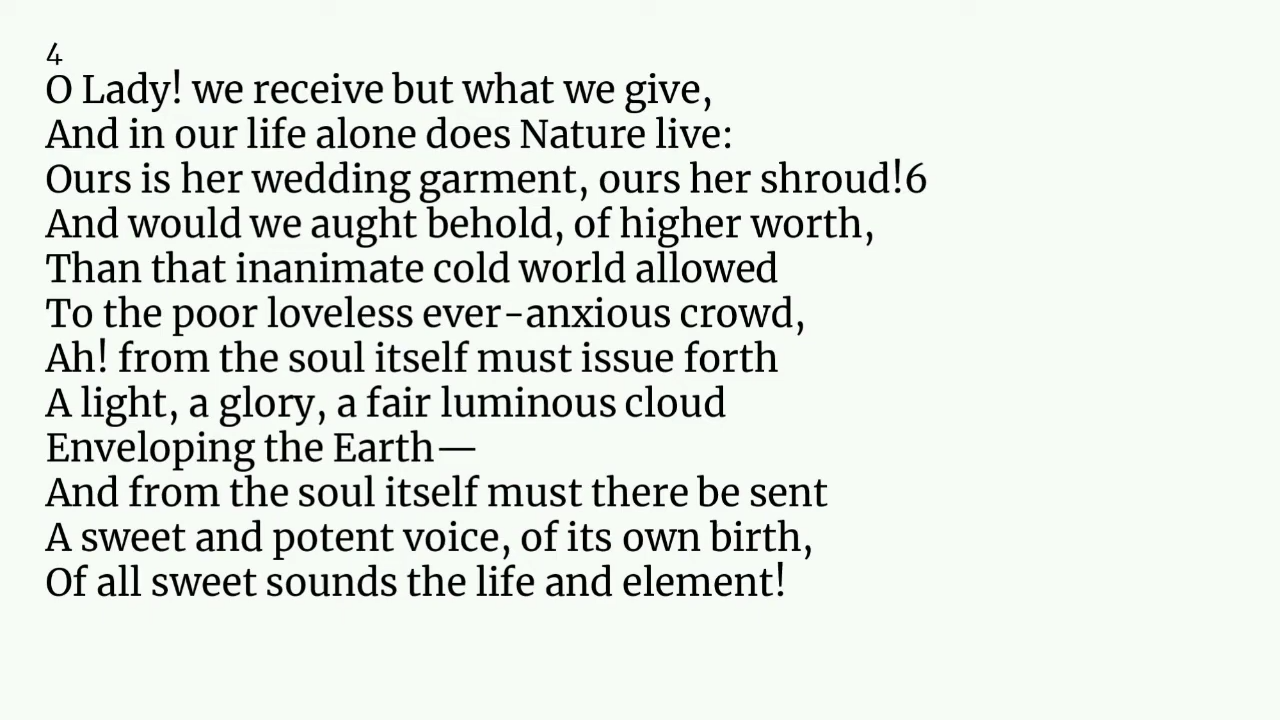 4
O Lady! we receive but what we give,
And in our life alone does Nature live:
Ours is her wedding garment, ours her shroud!6
And would we aught behold, of higher worth,
Than that inanimate cold world allowed
To the poor loveless ever-anxious crowd,
Ah! from the soul itself must issue forth
A light, a glory, a fair luminous cloud
Enveloping the Earth—
And from the soul itself must there be sent
A sweet and potent voice, of its own birth,
Of all sweet sounds the life and element!